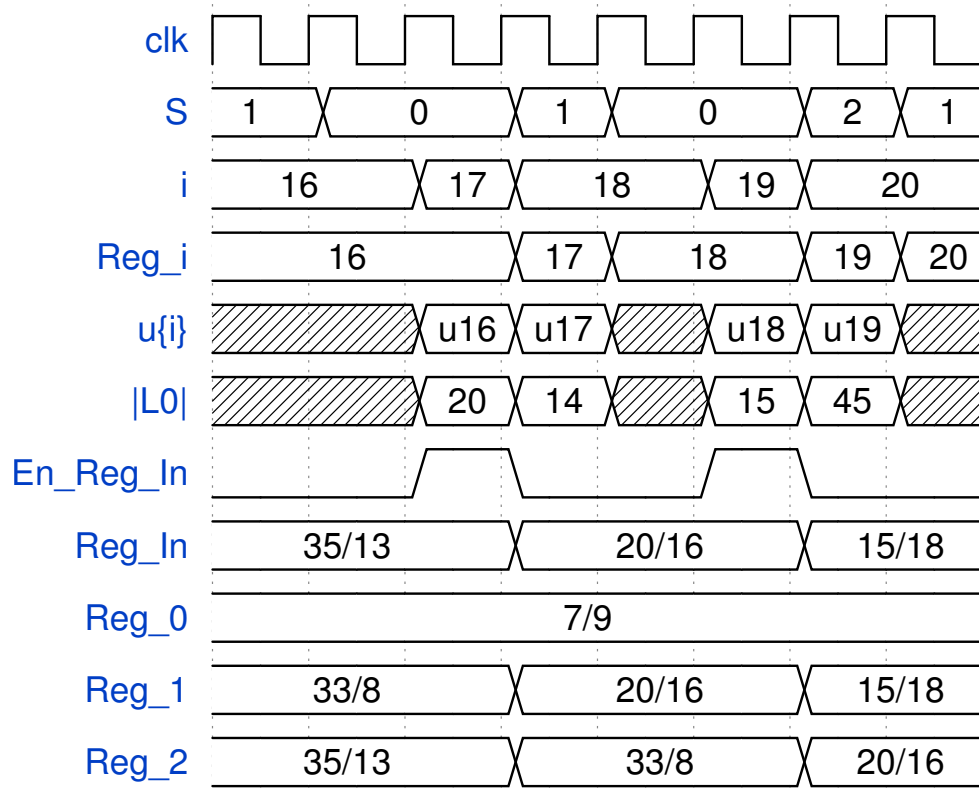 clk
S 1 0 1 0 2 1
i 16 17 18 19 20
Reg_i 16 17 18 19 20
u{i} u16 u17 u18 u19
|L0| 20 14 15 45
En_Reg_In
Reg_In 35/13 20/16 15/18
Reg_0 7/9
Reg_1 33/8 20/16 15/18
Reg_2 35/13 33/8 20/16